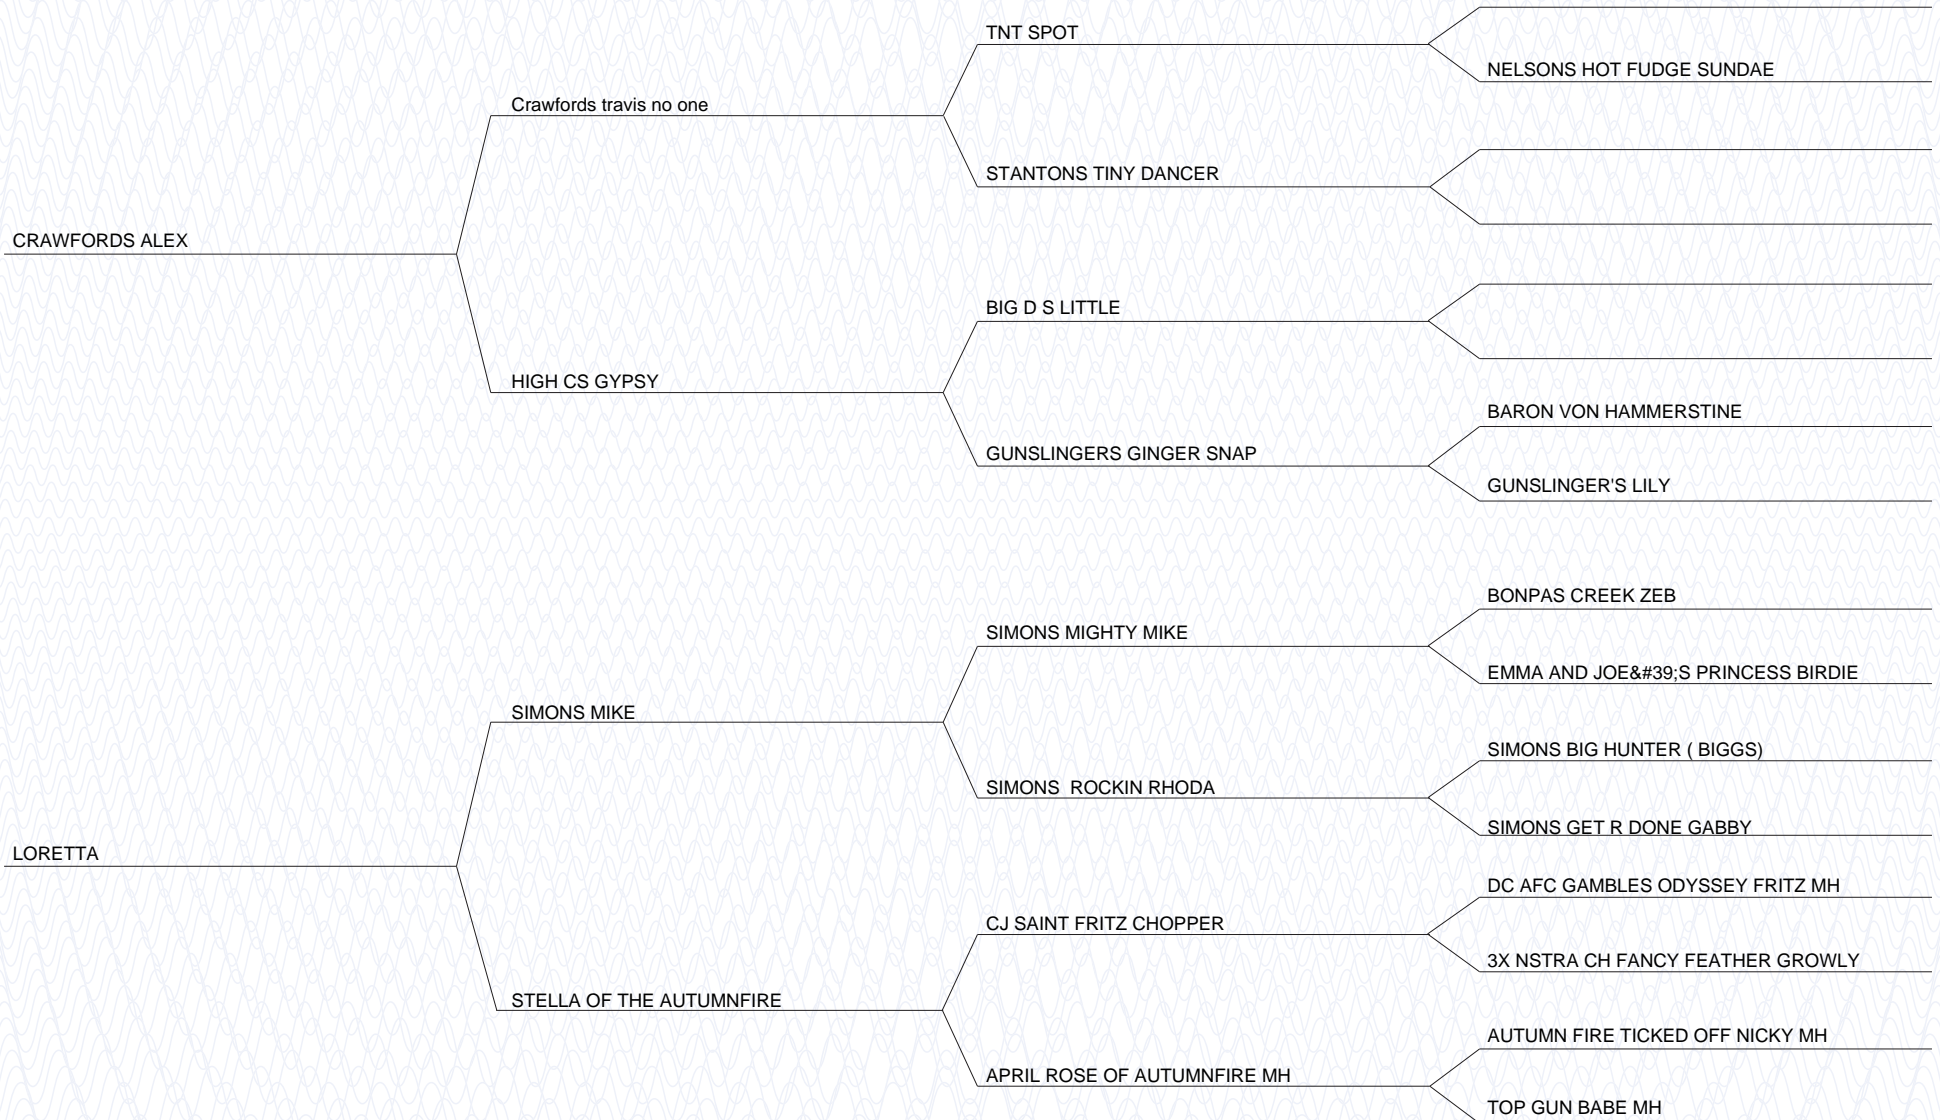 TNT SPOT
NELSONS HOT FUDGE SUNDAE
Crawfords travis no one
STANTONS TINY DANCER
CRAWFORDS ALEX
BIG D S LITTLE
HIGH CS GYPSY
BARON VON HAMMERSTINE
GUNSLINGERS GINGER SNAP
GUNSLINGER'S LILY
BONPAS CREEK ZEB
SIMONS MIGHTY MIKE
EMMA AND JOE&#39;S PRINCESS BIRDIE
SIMONS MIKE
SIMONS BIG HUNTER ( BIGGS)
SIMONS  ROCKIN RHODA
SIMONS GET R DONE GABBY
LORETTA
DC AFC GAMBLES ODYSSEY FRITZ MH
CJ SAINT FRITZ CHOPPER
3X NSTRA CH FANCY FEATHER GROWLY
STELLA OF THE AUTUMNFIRE
AUTUMN FIRE TICKED OFF NICKY MH
APRIL ROSE OF AUTUMNFIRE MH
TOP GUN BABE MH